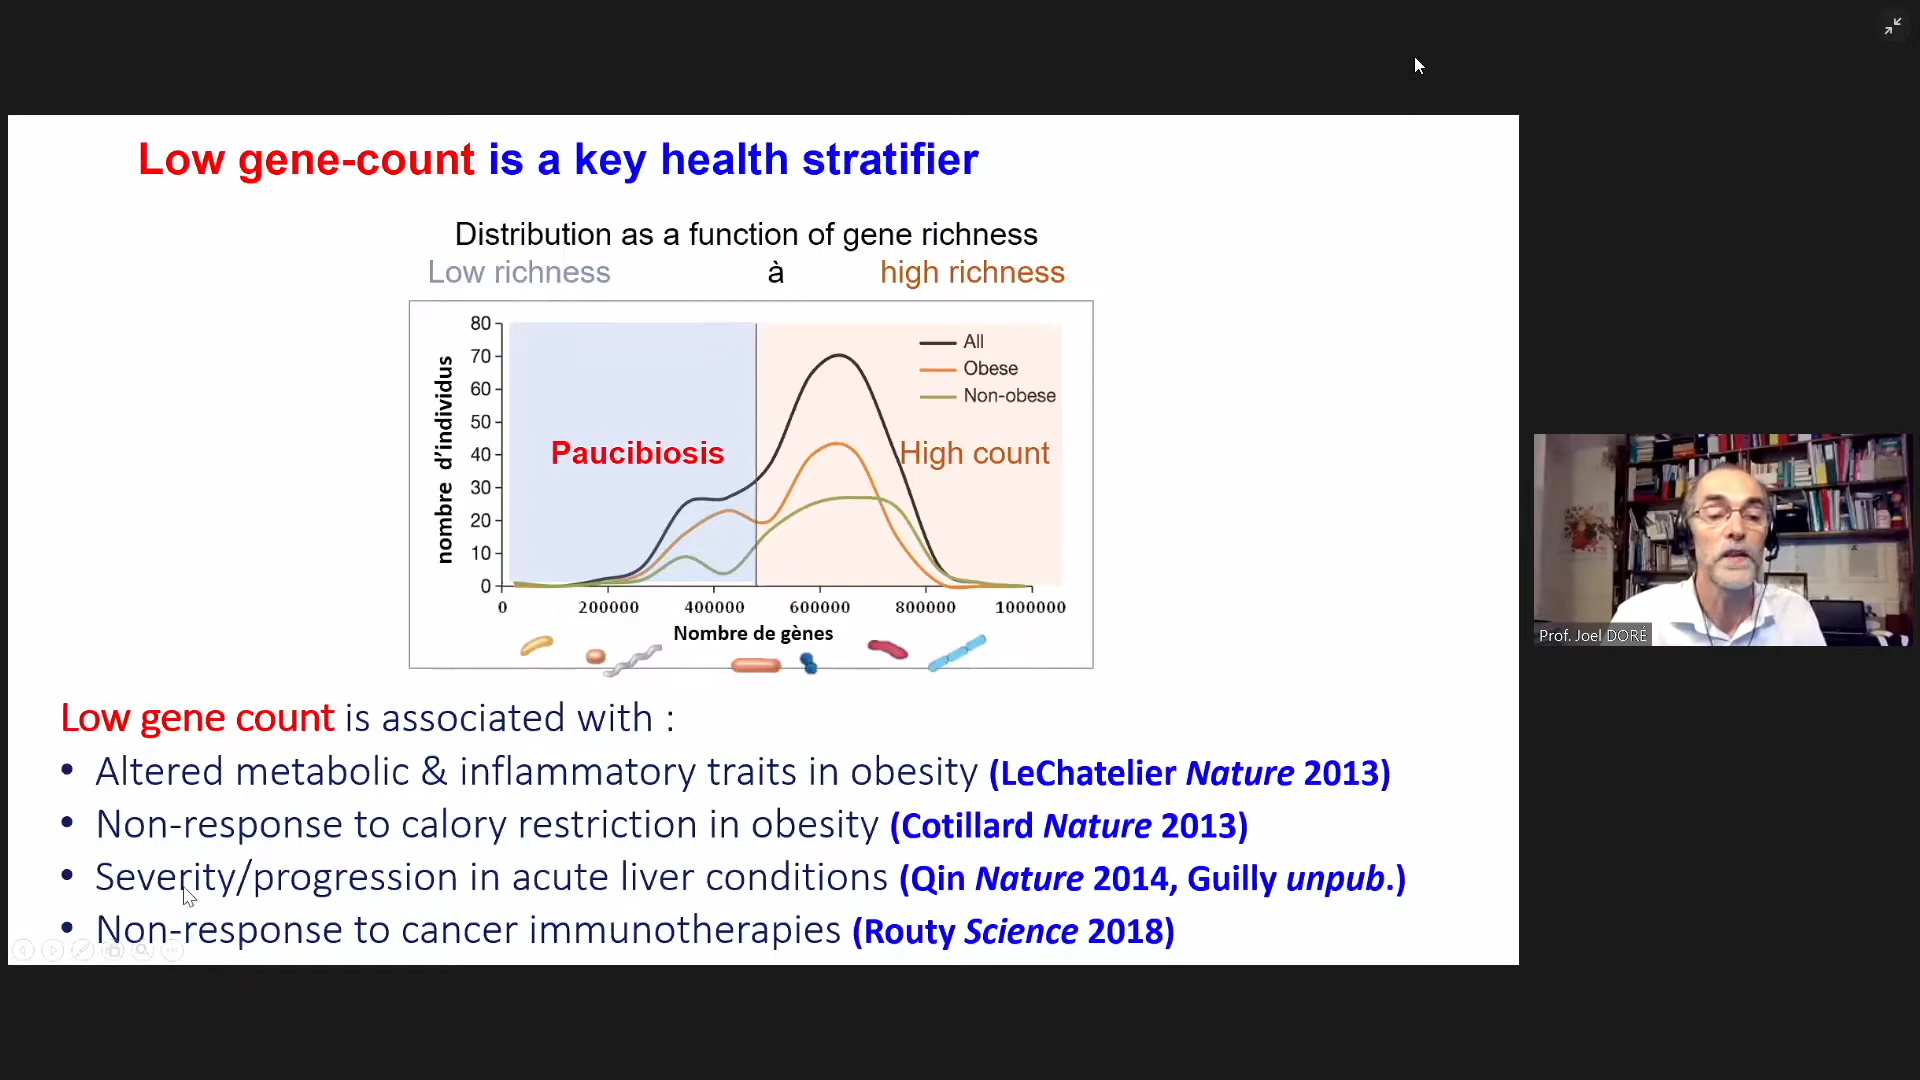 Low gene-count is a key health stratifier
Distribution as a function of gene richness
Low richness à high richness
80
70
60
50
40
30
20
10
0
nombre d'individus
All
Obese
Non-obese
Paucibiosis
High count
0 200000 400000 600000 800000 1000000
Nombre de gènes
Low gene count is associated with :
• Altered metabolic & inflammatory traits in obesity (LeChatelier Nature 2013)
• Non-response to calory restriction in obesity (Cotillard Nature 2013)
• Severity/progression in acute liver conditions (Qin Nature 2014, Guilly unpub.)
• Non-response to cancer immunotherapies (Routy Science 2018)
Prof. Joel DORÉ